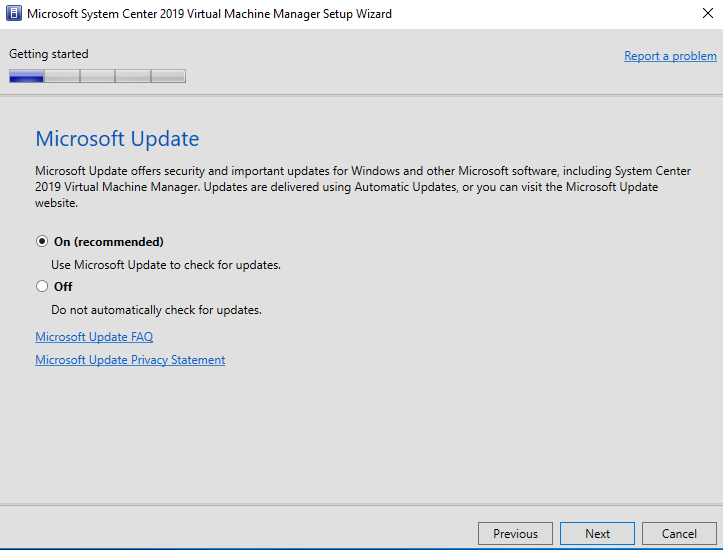 Microsoft System Center 2019 Virtual Machine Manager Setup Wizard
Getting started
Report a problem
Microsoft Update
Microsoft Update offers security and important updates for Windows and other Microsoft software, including System Center
2019 Virtual Machine Manager. Updates are delivered using Automatic Updates, or you can visit the Microsoft Update
website.
On (recommended)
Use Microsoft Update to check for updates.
Off
Do not automatically check for updates.
Microsoft Update FAQ
Microsoft Update Privacy Statement
Previous Next Cancel